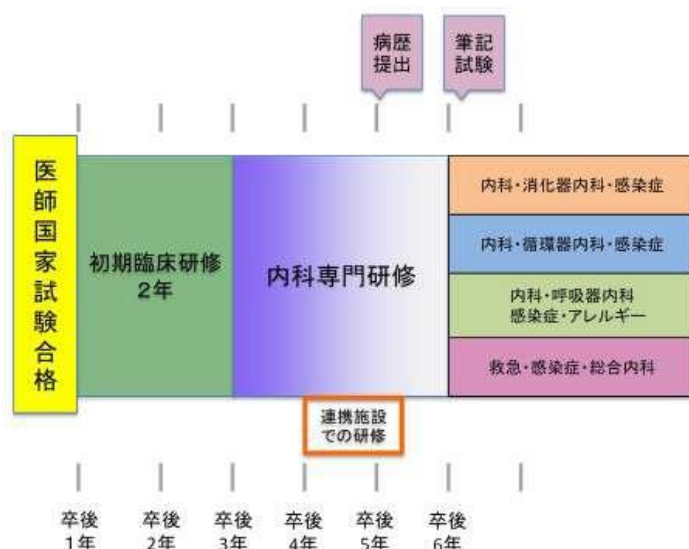 病歴
提出
筆記
試験
医師国家試験合格
初期臨床研修
2年
内科専門研修
内科・消化器内科・感染症
内科・循環器内科・感染症
内科・呼吸器内科
感染症・アレルギー
救急・感染症・総合内科
連携施設
での研修
卒後
1年
卒後
2年
卒後
3年
卒後
4年
卒後
5年
卒後
6年